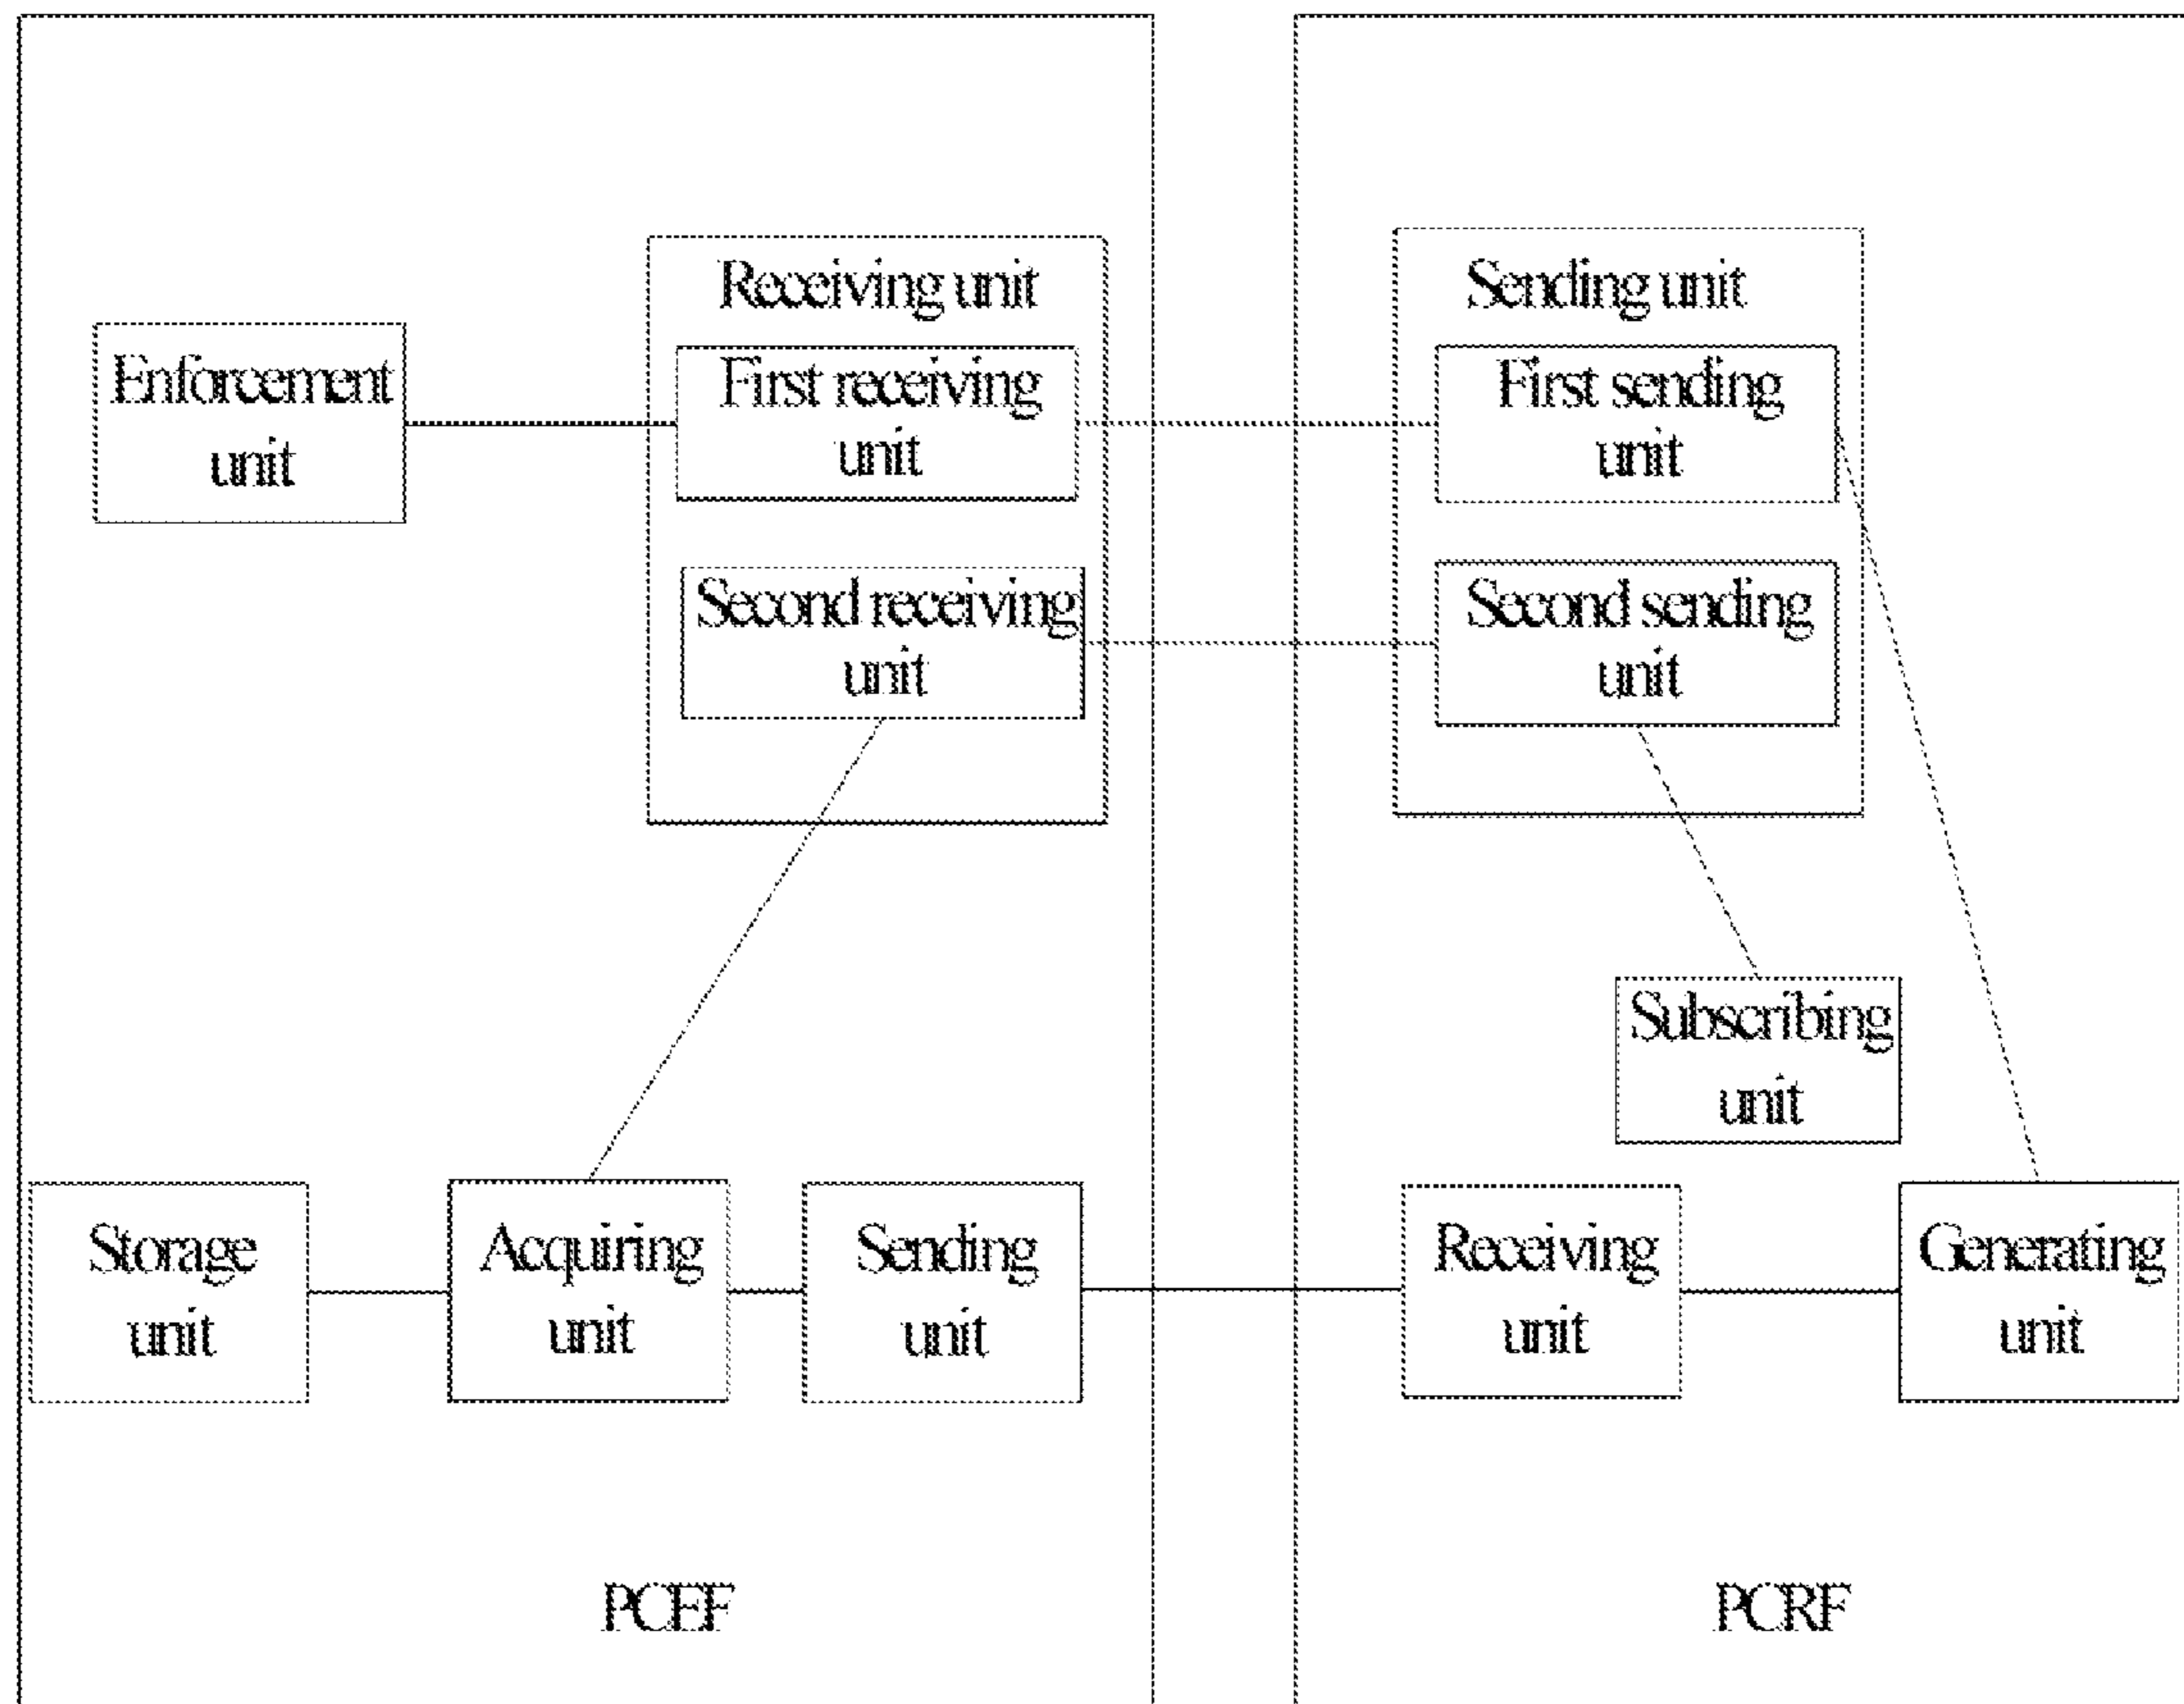 Receiving unit
Sending unit
Enforcement
unit
First receiving
unit
First sending
unit
Second receiving
unit
Second sending
unit
Subscribing
unit
Storage
unit
Acquiring
unit
Sending
unit
Receiving
unit
Generating
unit
PCEF
PCRF